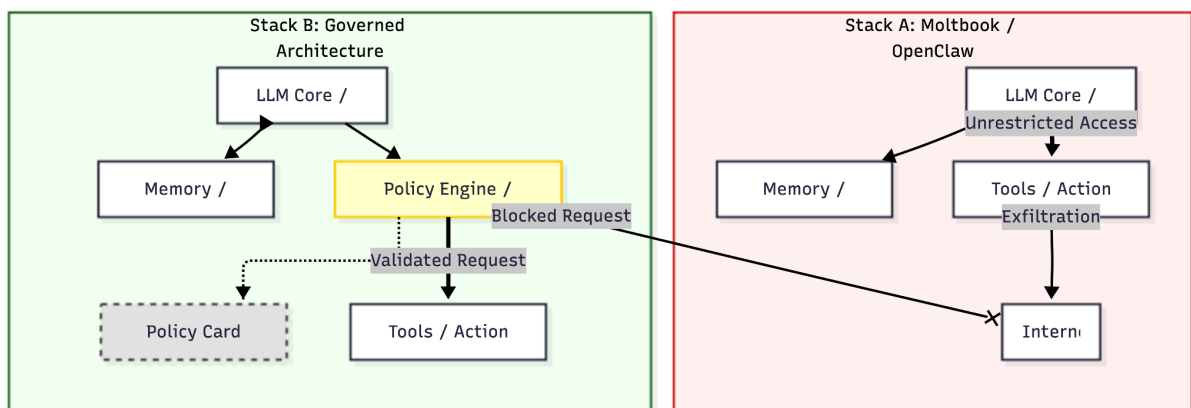 Stack B: Governed
Architecture
LLM Core /
Memory /
Policy Engine /
Blocked Request
Validated Request
Policy Card
Tools / Action
Stack A: Moltbook /
OpenClaw
LLM Core /
Unrestricted Access
Memory /
Tools / Action
Exfiltration